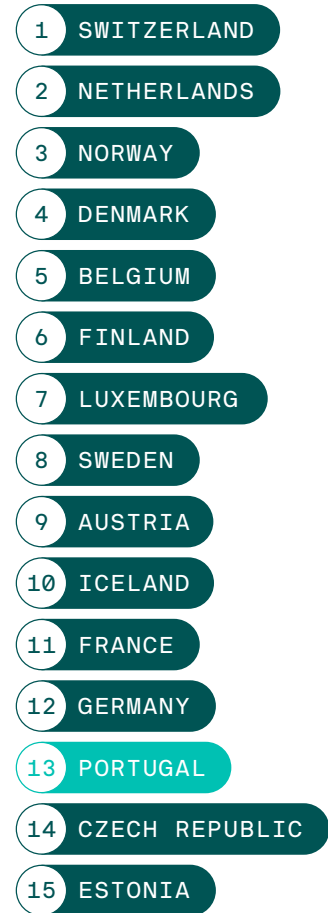 1 SWITZERLAND
2 NETHERLANDS
3 NORWAY
4 DENMARK
5 BELGIUM
6 FINLAND
7 LUXEMBOURG
8 SWEDEN
9 AUSTRIA
10 ICELAND
11 FRANCE
12 GERMANY
13 PORTUGAL
14 CZECH REPUBLIC
15 ESTONIA